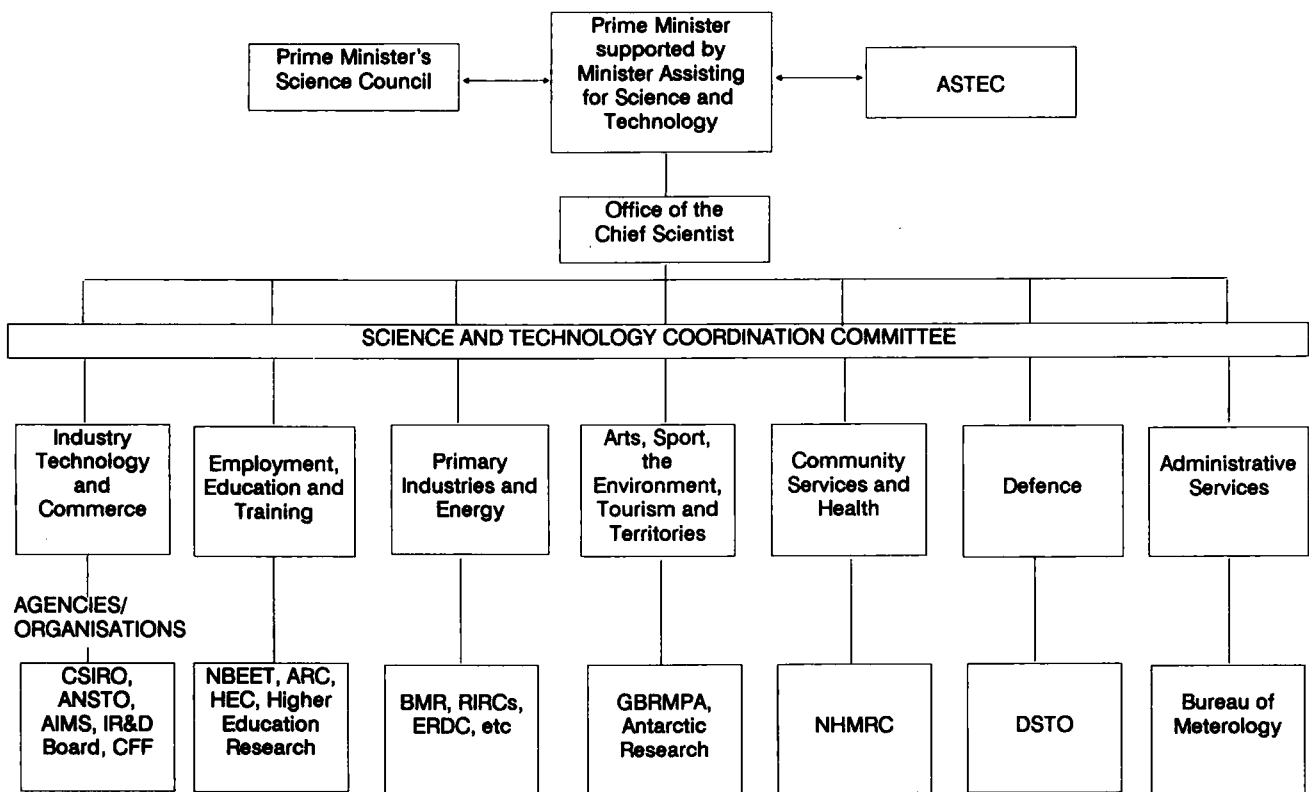 Prime Minister's
Science Council
Prime Minister
supported by
Minister Assisting
for Science and
Technology
ASTEC
Office of the
Chief Scientist
SCIENCE AND TECHNOLOGY COORDINATION COMMITTEE
Industry
Technology
and
Commerce
Employment,
Education and
Training
Primary
Industries and
Energy
Arts, Sport,
the
Environment,
Tourism and
Territories
Community
Services and
Health
Defence
Administrative
Services
AGENCIES/
ORGANISATIONS
CSIRO,
ANSTO,
AIMS, IR&D
Board, CFF
NBEET, ARC,
HEC, Higher
Education
Research
BMR, RIRCs,
ERDC, etc
GBRMPA,
Antarctic
Research
NHMRC
DSTO
Bureau of
Meterology